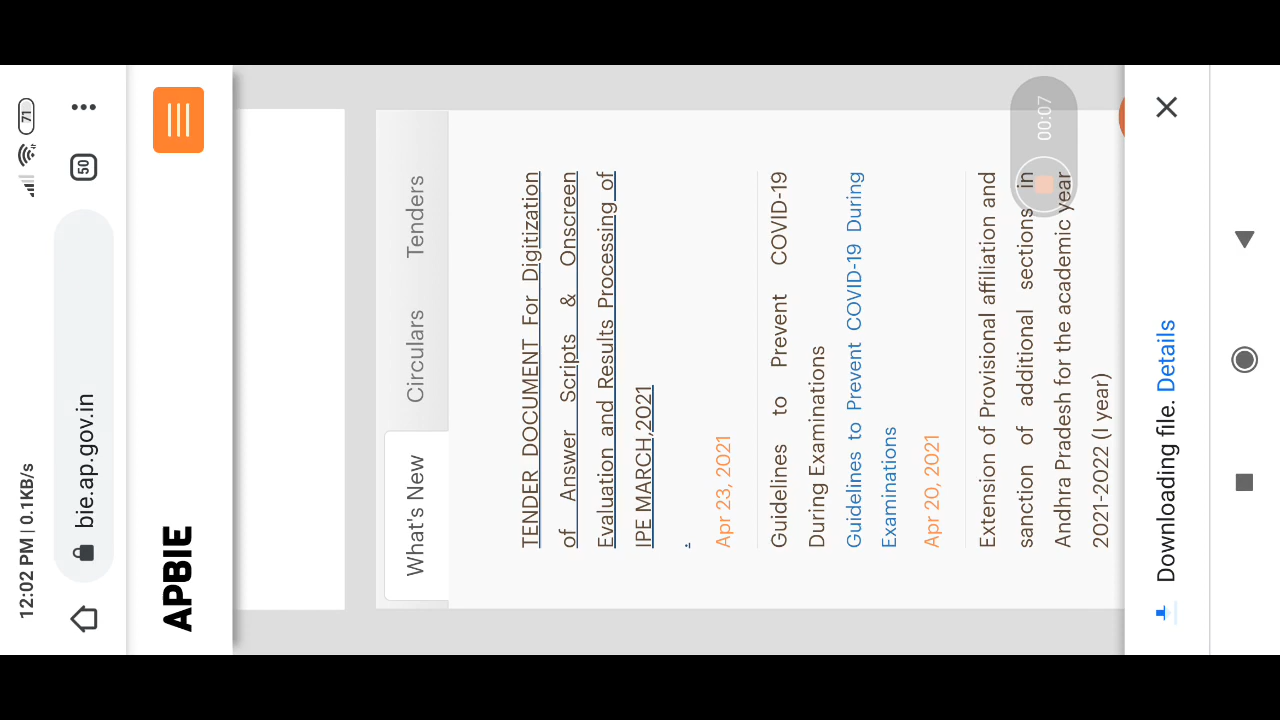 12:02 PM | 0.1KB/s
71
bie.ap.gov.in
50
APBIE
What's New
Circulars
Tenders
TENDER DOCUMENT For Digitization
of Answer Scripts & Onscreen
Evaluation and Results Processing of
IPE MARCH,2021
.
Apr 23, 2021
Guidelines to Prevent COVID-19
During Examinations
Guidelines to Prevent COVID-19 During
Examinations
Apr 20, 2021
Extension of Provisional affiliation and
sanction of additional sections in
Andhra Pradesh for the academic year
2021-2022 (I year)
00:07
Downloading file. Details